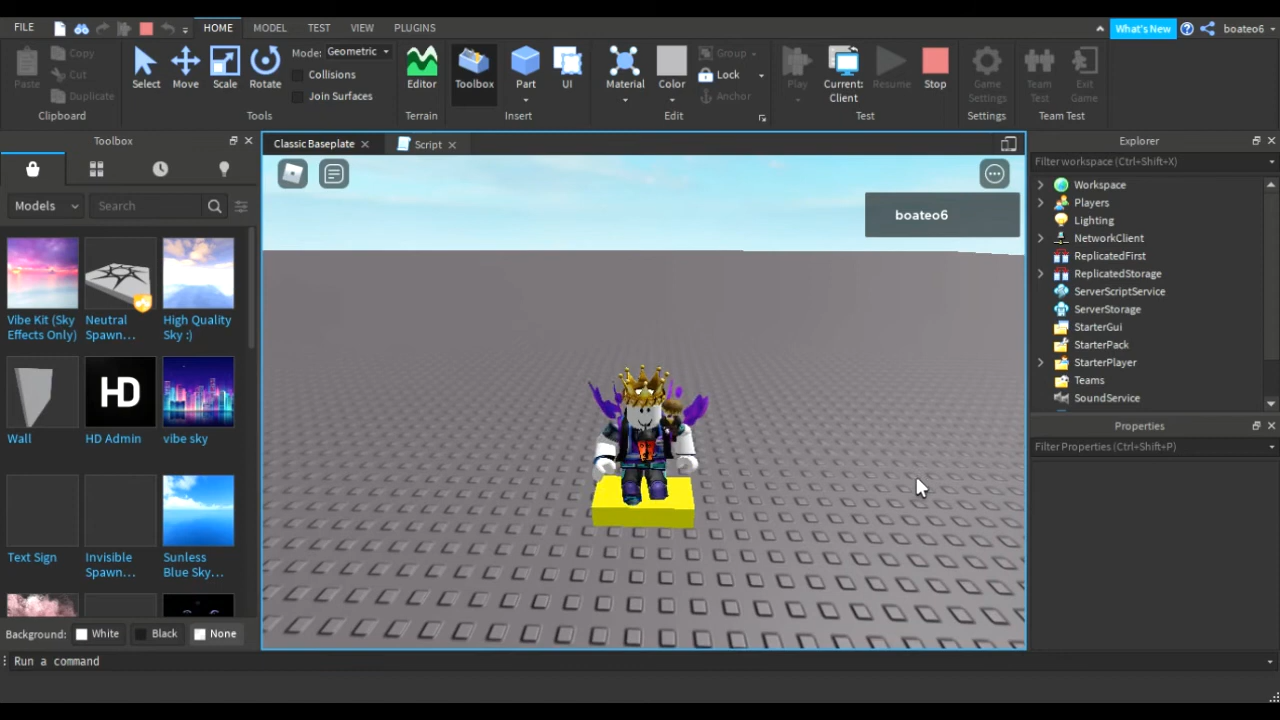 FILE HOME MODEL TEST VIEW PLUGINS What's New boateo6
Paste Copy Cut Duplicate
Clipboard
Select Move Scale Rotate
Mode: Geometric
Collisions
Join Surfaces
Tools
Editor
Terrain
Toolbox Part UI
Insert
Material Color Group Lock Anchor
Edit
Play Current: Client Resume Stop
Test
Game Settings
Settings
Team Test Exit Game
Team Test
Toolbox
Models Search
Vibe Kit (Sky Effects Only)
Neutral Spawn...
High Quality Sky :)
Wall
HD
HD Admin
vibe sky
Text Sign
Invisible Spawn...
Sunless Blue Sky...
Background: White Black None
Classic Baseplate Script
boateo6
Explorer
Filter workspace (Ctrl+Shift+X)
Workspace
Players
Lighting
NetworkClient
ReplicatedFirst
ReplicatedStorage
ServerScriptService
ServerStorage
StarterGui
StarterPack
StarterPlayer
Teams
SoundService
Properties
Filter Properties (Ctrl+Shift+P)
Run a command